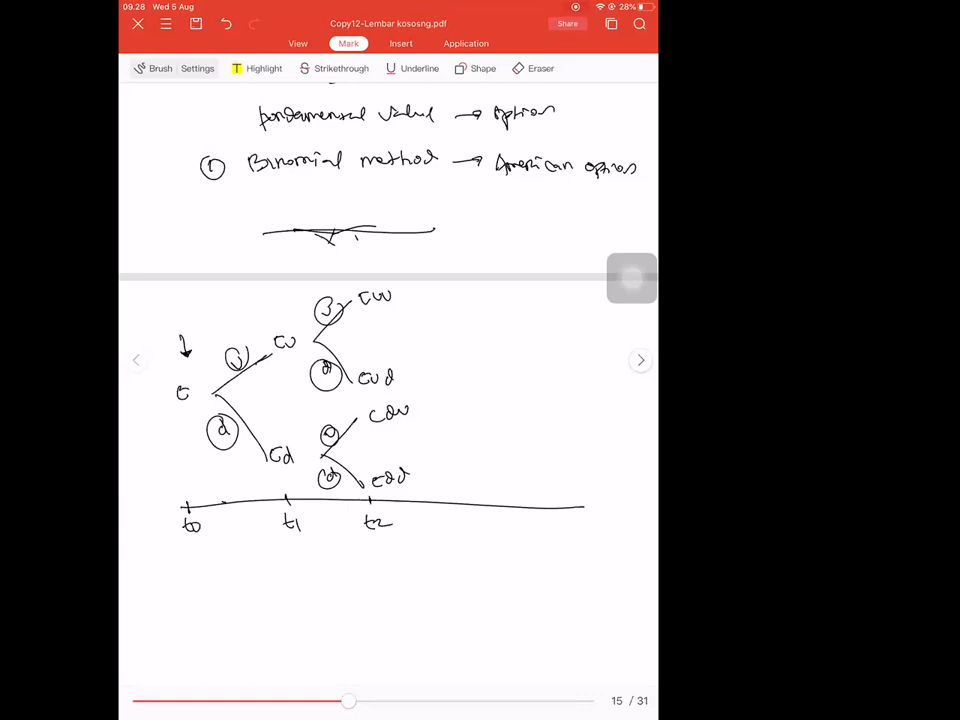 09.28 Wed 5 Aug
28%
Copy12-Lembar kososng.pdf
Share
View Mark Insert Application
Brush Settings T Highlight S Strikethrough U Underline Shape Eraser
fondamental value → option
① Binomial method → American option
u cuu
u cu
d cud
c
d cd
u cdu
d cdd
t0 t1 t2
15 / 31